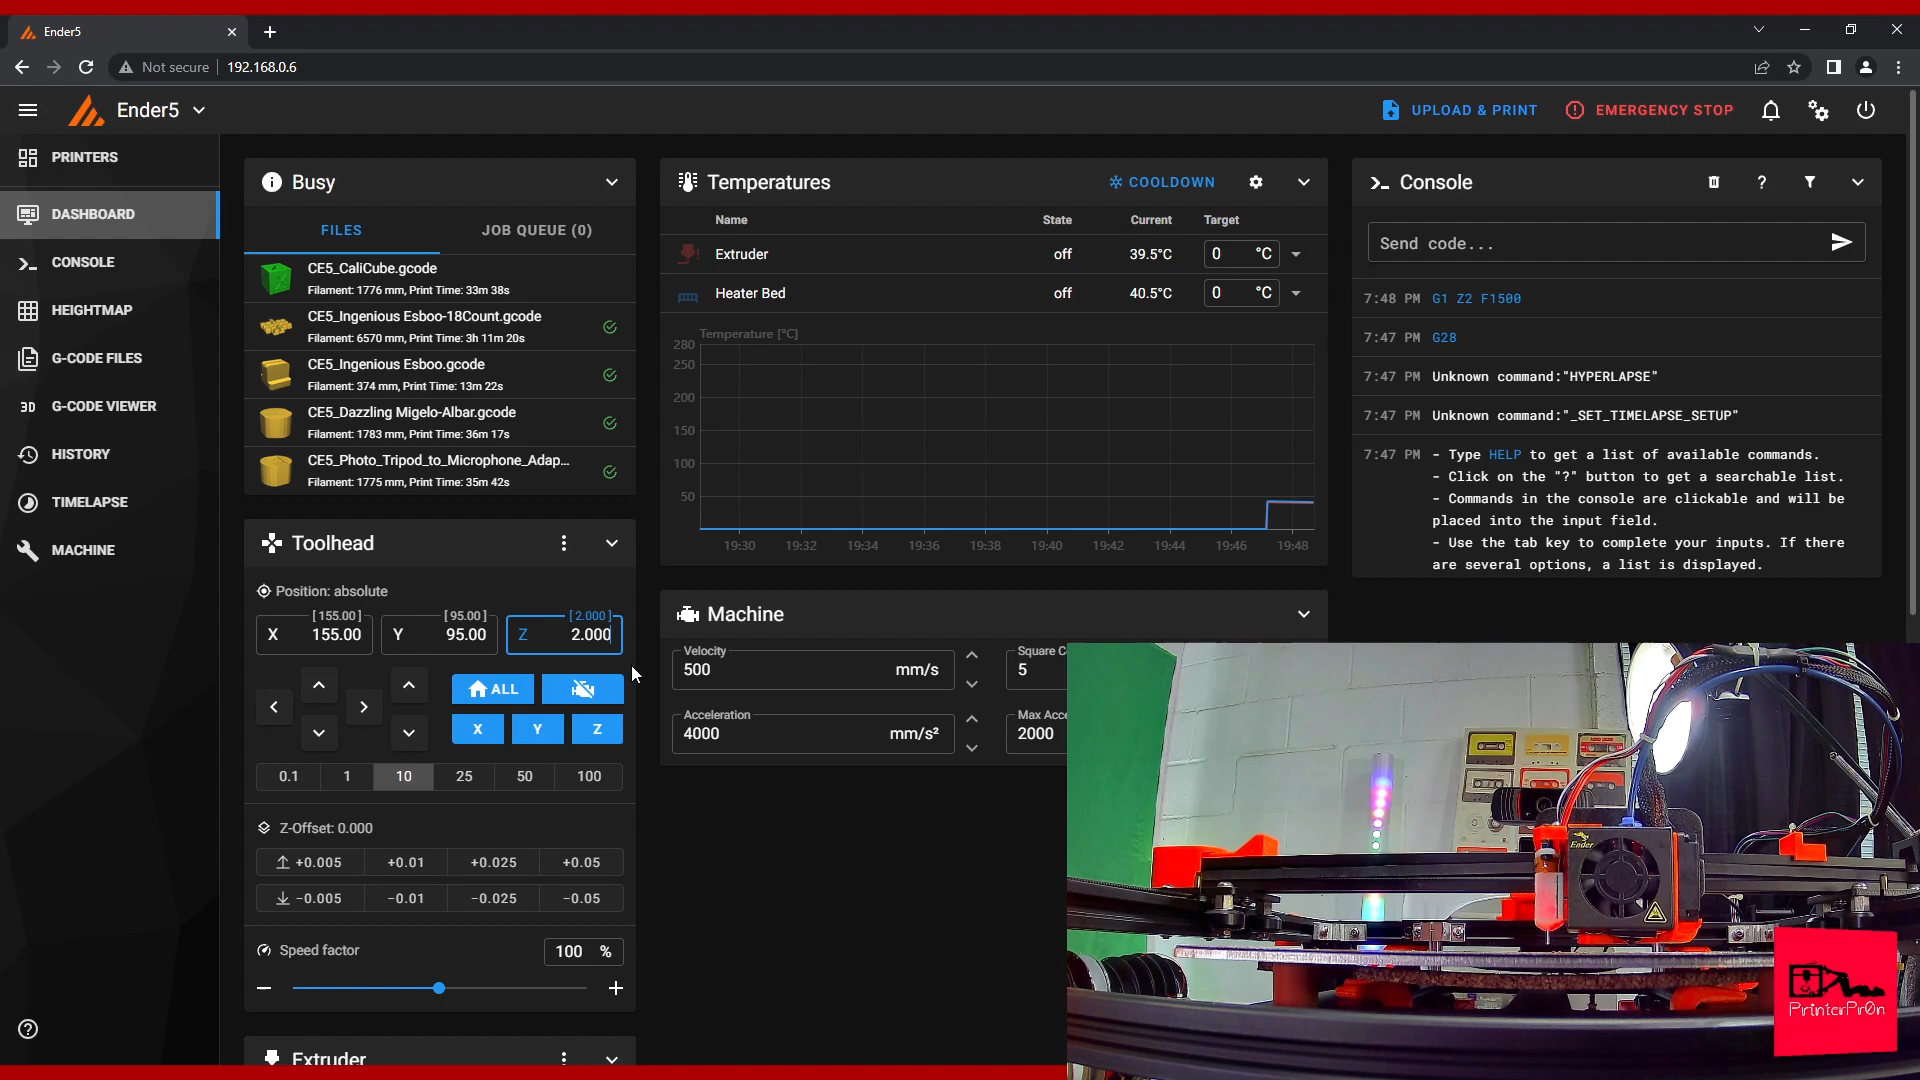 Ender5
Not secure
192.168.0.6
Ender5
UPLOAD & PRINT
EMERGENCY STOP
PRINTERS
DASHBOARD
CONSOLE
HEIGHTMAP
G-CODE FILES
3D G-CODE VIEWER
HISTORY
TIMELAPSE
MACHINE
Busy
FILES
JOB QUEUE (0)
CE5_CaliCube.gcode
Filament: 1776 mm, Print Time: 33m 38s
CE5_Ingenious Esboo-18Count.gcode
Filament: 6570 mm, Print Time: 3h 11m 20s
CE5_Ingenious Esboo.gcode
Filament: 374 mm, Print Time: 13m 22s
CE5_Dazzling Migelo-Albar.gcode
Filament: 1783 mm, Print Time: 36m 17s
CE5_Photo_Tripod_to_Microphone_Adap...
Filament: 1775 mm, Print Time: 35m 42s
Toolhead
Position: absolute
[ 155.00 ]
[ 95.00 ]
[ 2.000 ]
X 155.00
Y 95.00
Z 2.000
ALL
X
Y
Z
0.1
1
10
25
50
100
Z-Offset: 0.000
+0.005
+0.01
+0.025
+0.05
−0.005
−0.01
−0.025
−0.05
Speed factor
100 %
Extruder
Temperatures
COOLDOWN
Name
State
Current
Target
Extruder
off
39.5°C
0 °C
Heater Bed
off
40.5°C
0 °C
Temperature [°C]
280
250
200
150
100
50
19:30
19:32
19:34
19:36
19:38
19:40
19:42
19:44
19:46
19:48
Machine
Velocity
500 mm/s
Square C
5
Acceleration
4000 mm/s²
Max Acce
2000
Console
?
Send code...
7:48 PM G1 Z2 F1500
7:47 PM G28
7:47 PM Unknown command:"HYPERLAPSE"
7:47 PM Unknown command:"_SET_TIMELAPSE_SETUP"
7:47 PM - Type HELP to get a list of available commands.
- Click on the "?" button to get a searchable list.
- Commands in the console are clickable and will be
placed into the input field.
- Use the tab key to complete your inputs. If there
are several options, a list is displayed.
Ender
PrinterPr0n